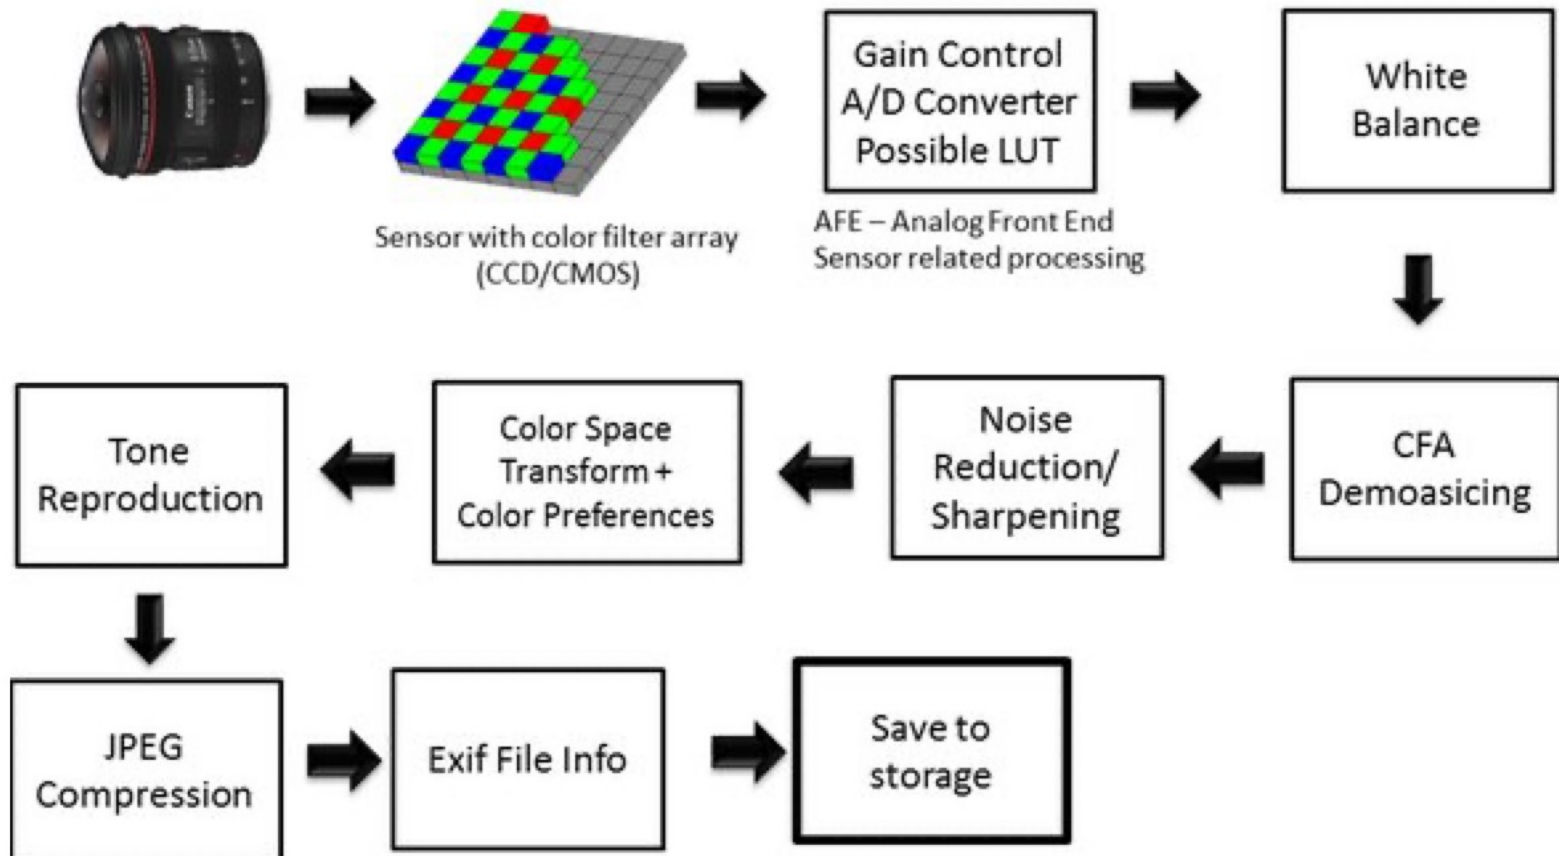 Canon
Sensor with color filter array
(CCD/CMOS)
Gain Control
A/D Converter
Possible LUT
AFE – Analog Front End
Sensor related processing
White
Balance
CFA
Demoasicing
Noise
Reduction/
Sharpening
Color Space
Transform +
Color Preferences
Tone
Reproduction
JPEG
Compression
Exif File Info
Save to
storage